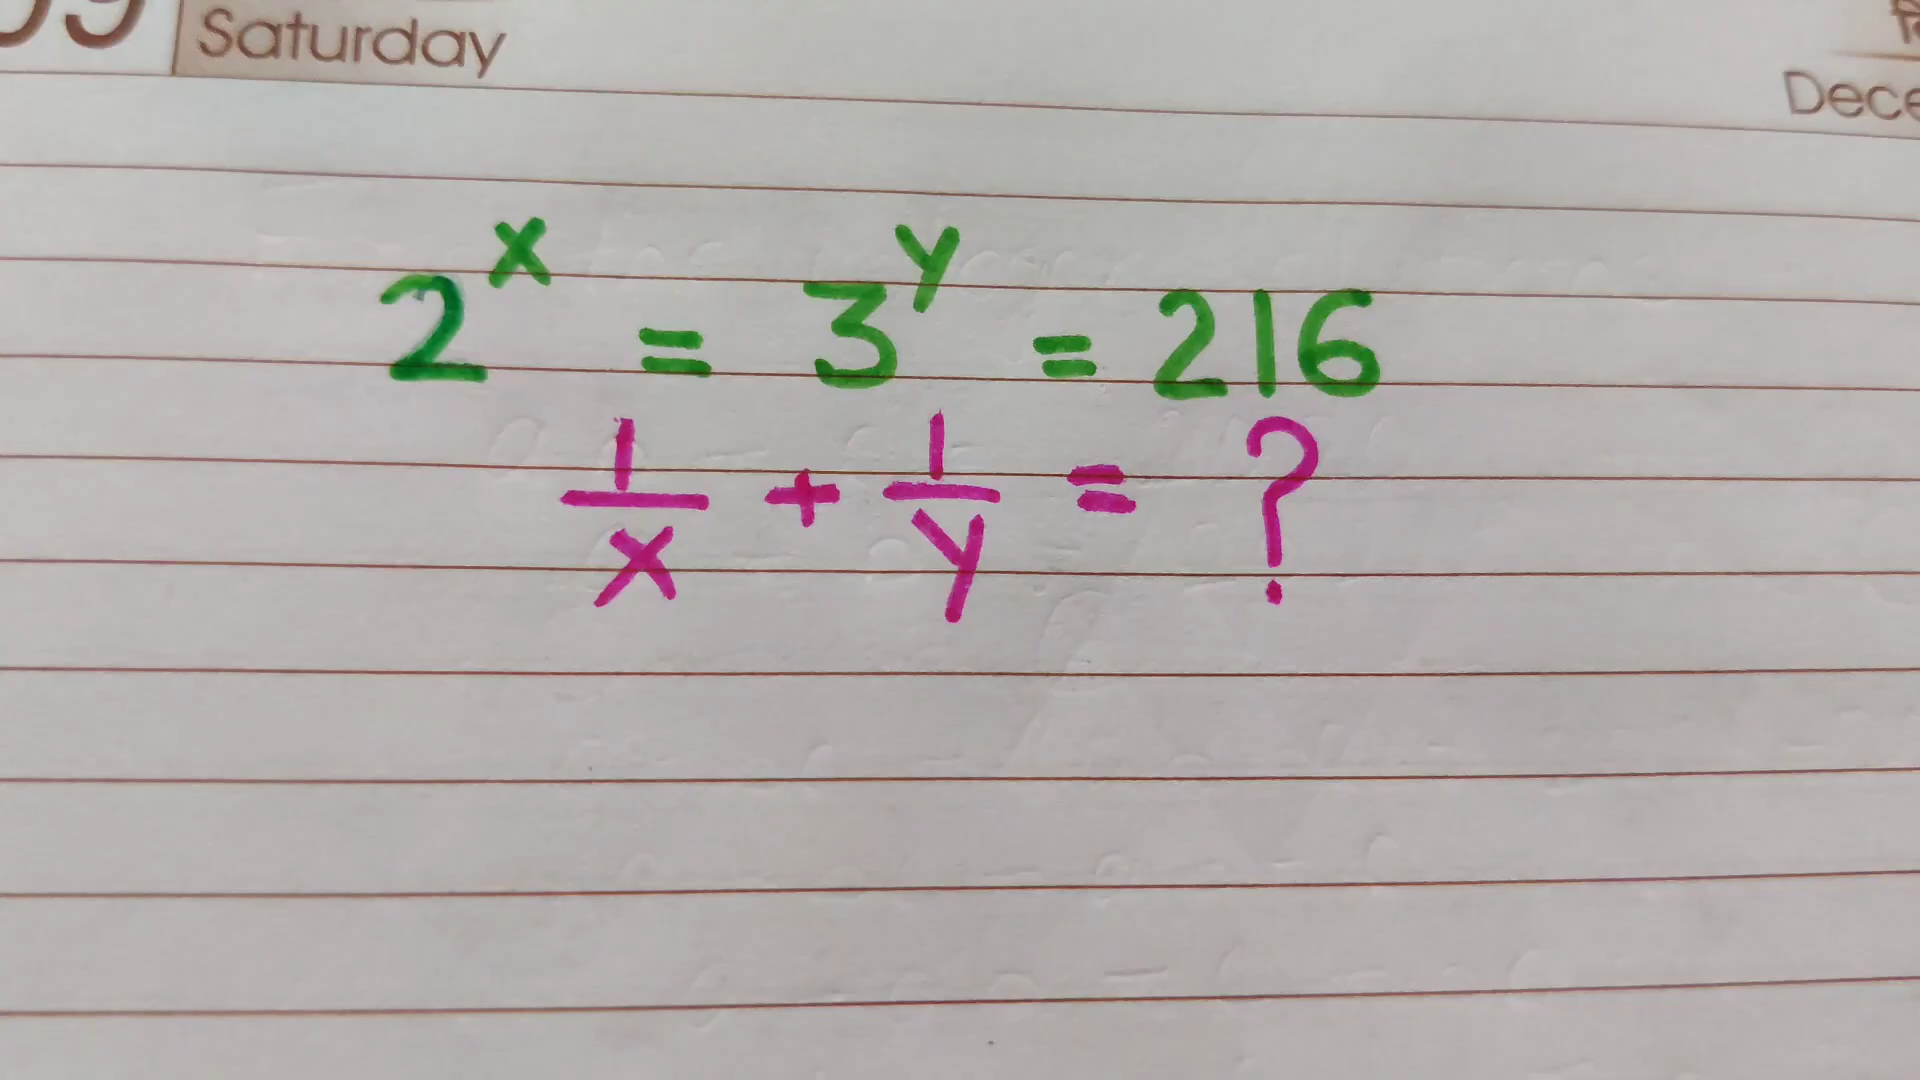 Saturday
Dece
2^x = 3^y = 216
1/x + 1/y = ?